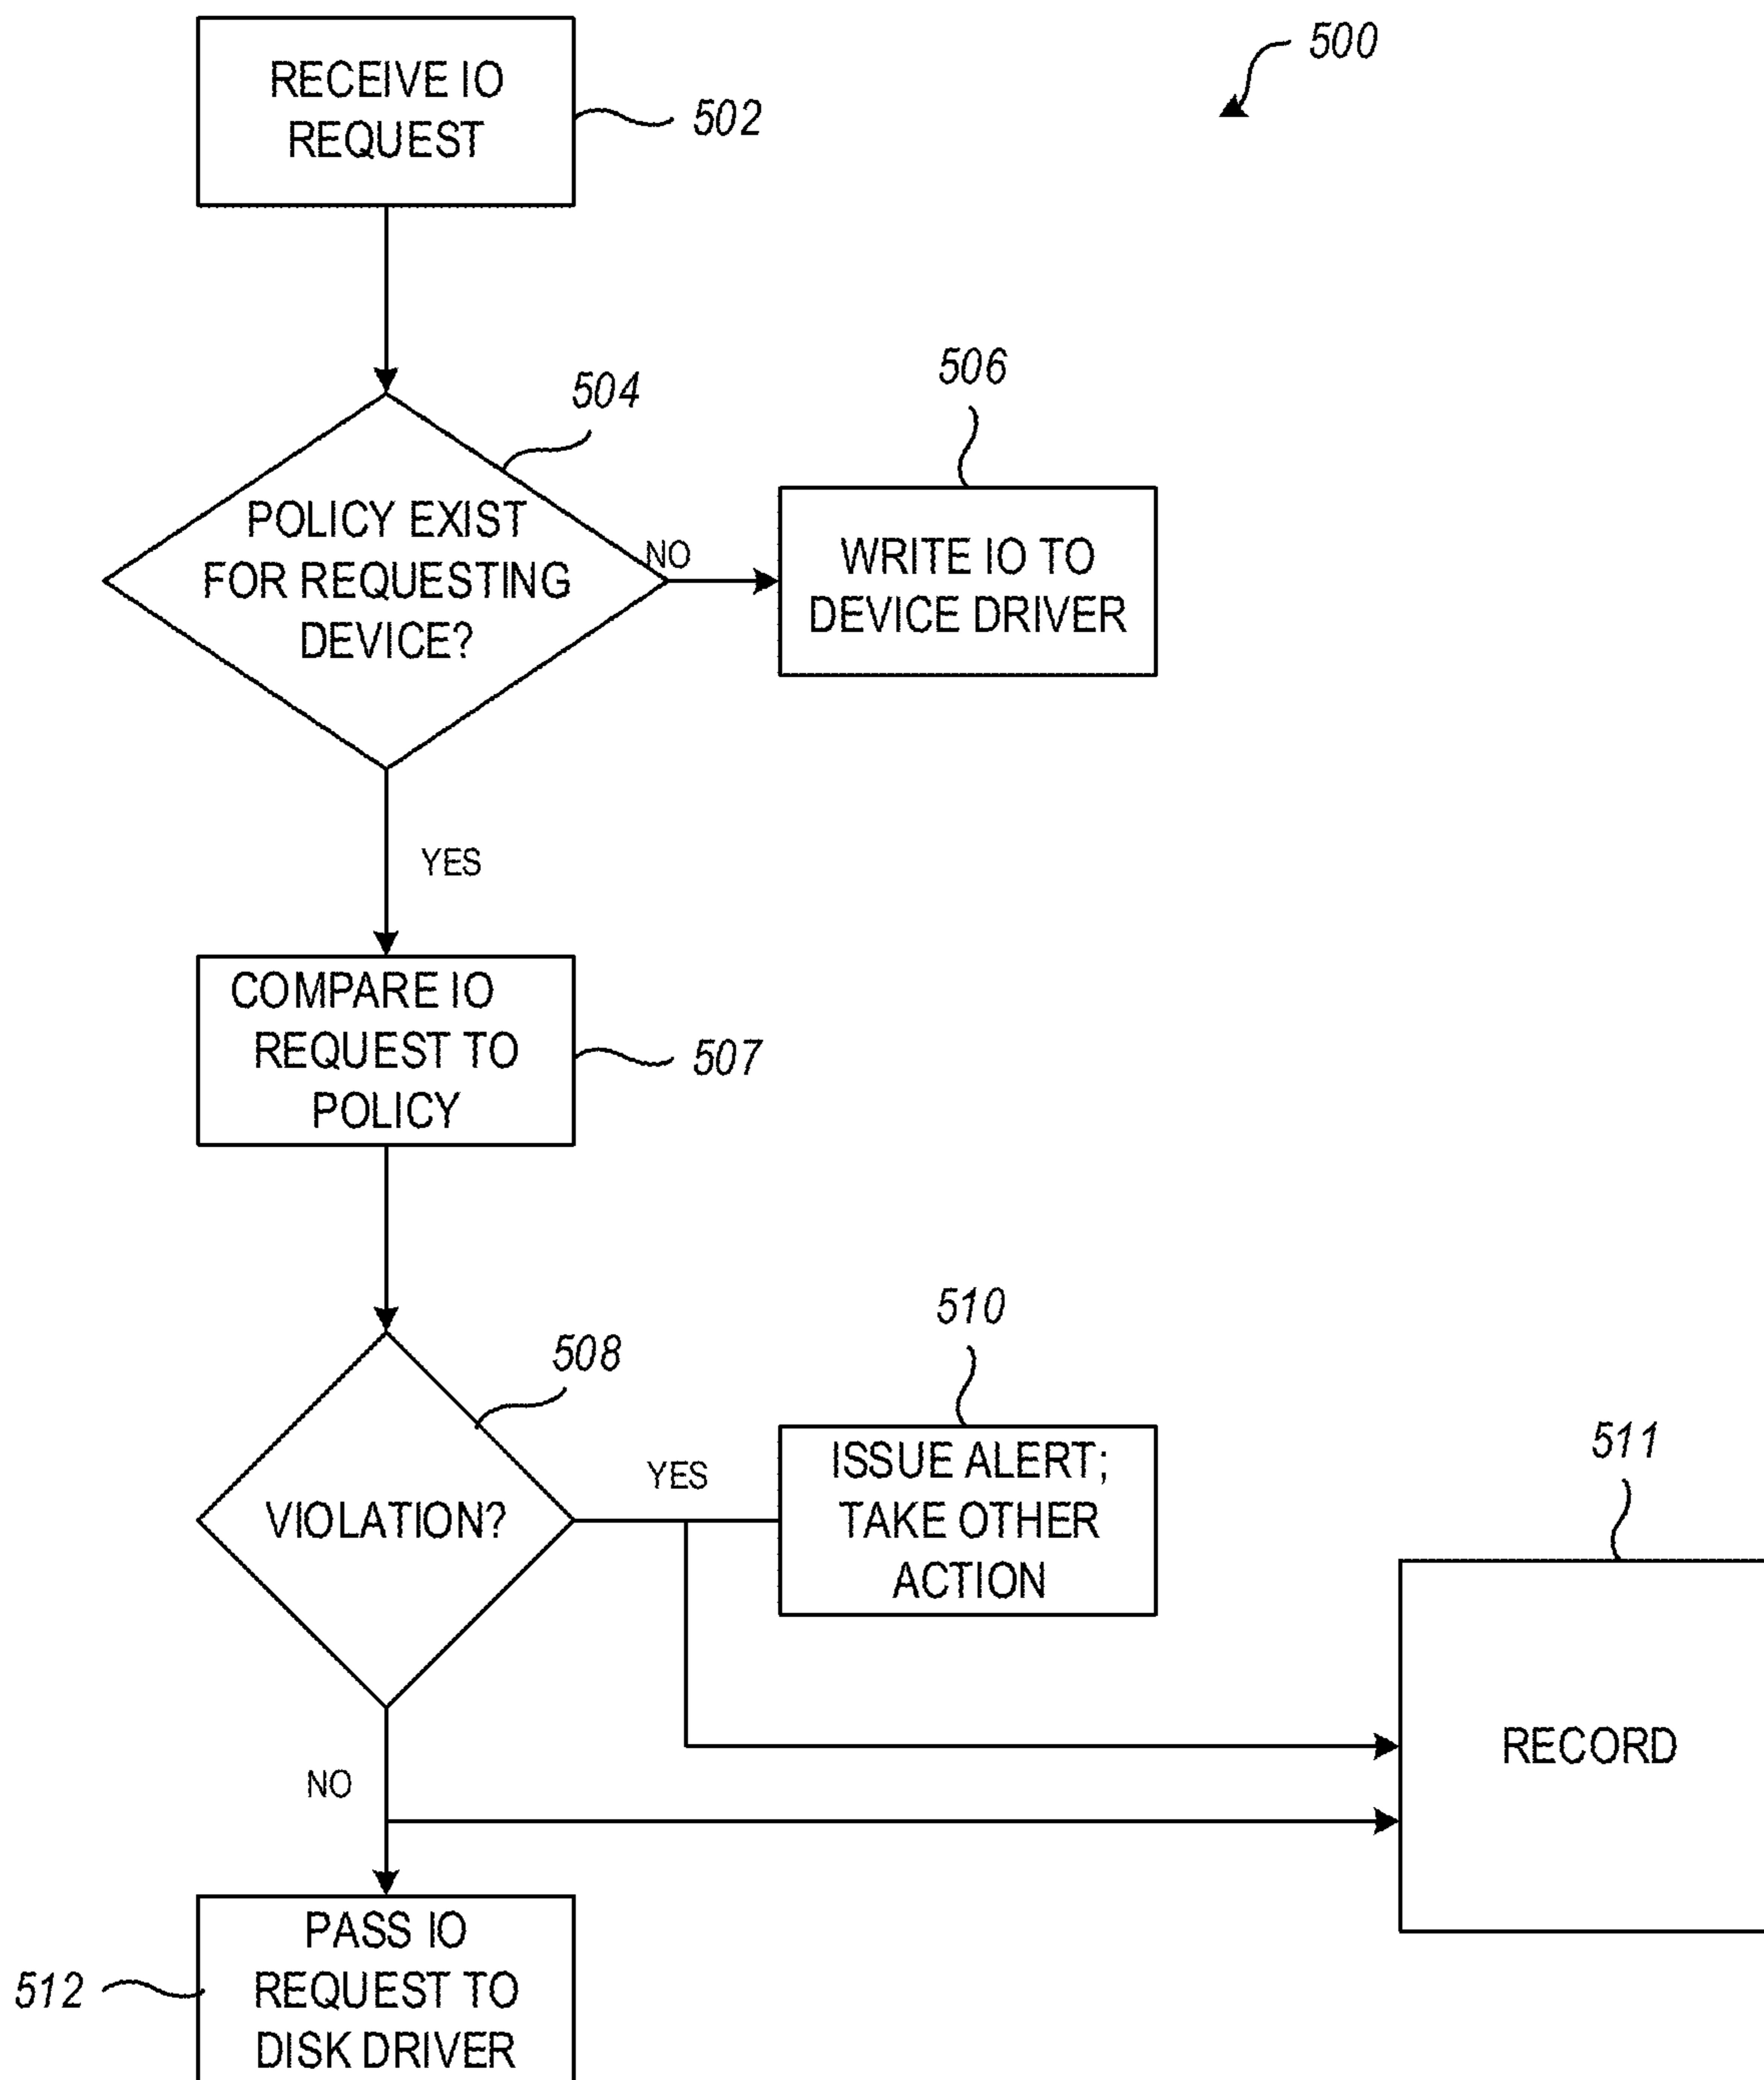 500
RECEIVE IO
REQUEST
502
504
POLICY EXIST
FOR REQUESTING
DEVICE?
NO
506
WRITE IO TO
DEVICE DRIVER
YES
COMPARE IO
REQUEST TO
POLICY
507
508
VIOLATION?
YES
510
ISSUE ALERT;
TAKE OTHER
ACTION
511
RECORD
NO
512
PASS IO
REQUEST TO
DISK DRIVER